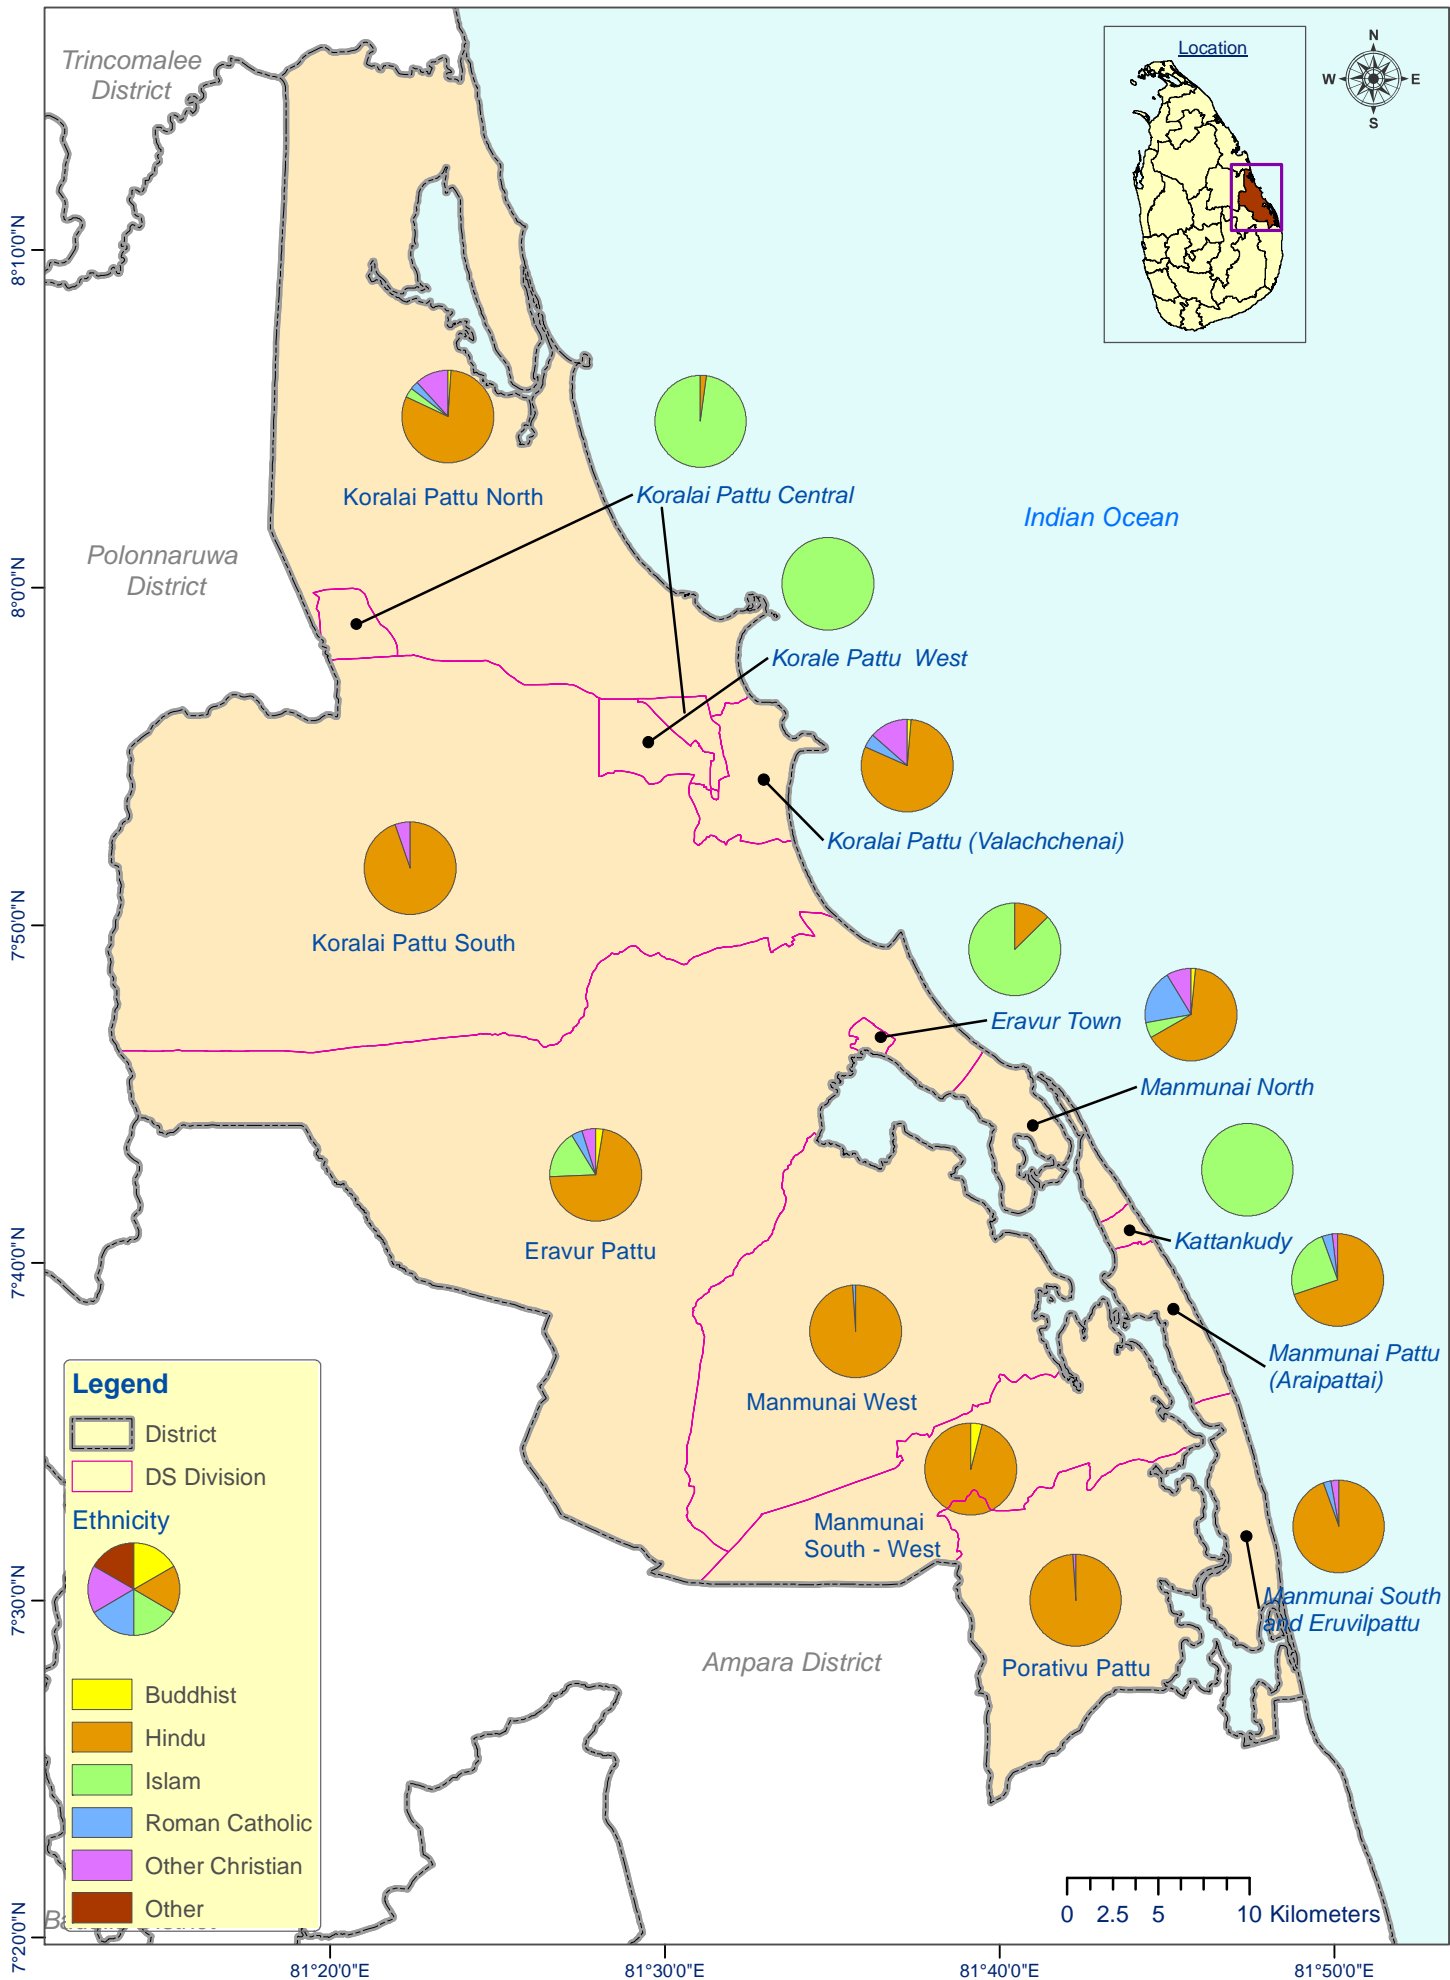 Trincomalee
District
Location
N
W
E
S
8°10'0"N
Koralai Pattu North
Koralai Pattu Central
Indian Ocean
Polonnaruwa
District
8°0'0"N
Korale Pattu  West
Koralai Pattu (Valachchenai)
7°50'0"N
Koralai Pattu South
Eravur Town
Manmunai North
Eravur Pattu
Kattankudy
7°40'0"N
Manmunai Pattu
(Araipattai)
Manmunai West
Manmunai
South - West
7°30'0"N
Manmunai South
and Eruvilpattu
Porativu Pattu
Ampara District
Legend
District
DS Division
Ethnicity
Buddhist
Hindu
Islam
Roman Catholic
Other Christian
Other
0 2.5 5 10 Kilometers
7°20'0"N
81°20'0"E
81°30'0"E
81°40'0"E
81°50'0"E